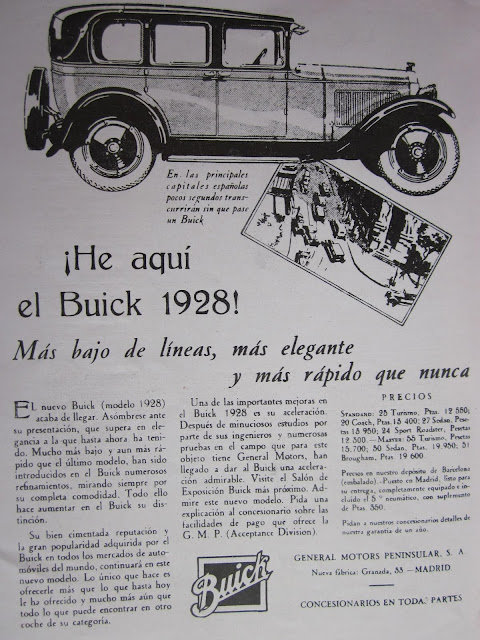 En las principales
capitales españolas
pocos segundos trans-
currirán sin que pase
un Buick
¡He aquí
el Buick 1928!
Más bajo de líneas, más elegante
y más rápido que nunca
EL nuevo Buick (modelo 1928)
acaba de llegar. Asómbrese ante
su presentación, que supera en ele-
gancia a la que hasta ahora ha teni-
do. Mucho más bajo y aun más rá-
pido que el último modelo, han sido
introducidos en el Buick numerosos
refinamientos, mirando siempre por
su completa comodidad. Todo ello
hace aumentar en el Buick su dis-
tinción.
Su bien cimentada reputación y
la gran popularidad adquirida por el
Buick en todos los mercados de auto-
móviles del mundo, continuará en este
nuevo modelo. Lo único que hace es
ofrecerle más que lo que hasta hoy
le ha ofrecido y mucho más aún que
todo lo que puede encontrar en otro
coche de su categoría.
Una de las importantes mejoras en
el Buick 1928 es su aceleración.
Después de minuciosos estudios por
parte de sus ingenieros y numerosas
pruebas en el campo que para este
objeto tiene General Motors, han
llegado a dar al Buick una acelera-
ción admirable. Visite el Salón de
Exposición Buick más próximo. Ad-
mire este nuevo modelo. Pida una
explicación al concesionario sobre las
facilidades de pago que ofrece la
G. M. P. (Acceptance Division).
Buick
PRECIOS
STANDARD: 25 Turismo, Ptas. 12 550;
20 Coach, Ptas. 13 400; 27 Sedan, Pese-
tas 13 950; 24 Sport Roadster, Pesetas
12 500. — MASTER: 55 Turismo, Pesetas
15.700; 50 Sedan, Ptas. 19.950, 51
Brougham, Ptas 19 600
Precios en nuestro depósito de Barcelona
(embalado).-Puesto en Madrid, listo para
su entrega, completamente equipado e in-
cluído el 5 º neumático, con suplemento
de Ptas 550.
Pidan a nuestros concesionarios detalles de
nuestra garantía de un año.
GENERAL MOTORS PENINSULAR, S. A
Nueva fábrica: Granada, 33 — MADRID
CONCESIONARIOS EN TODAS PARTES